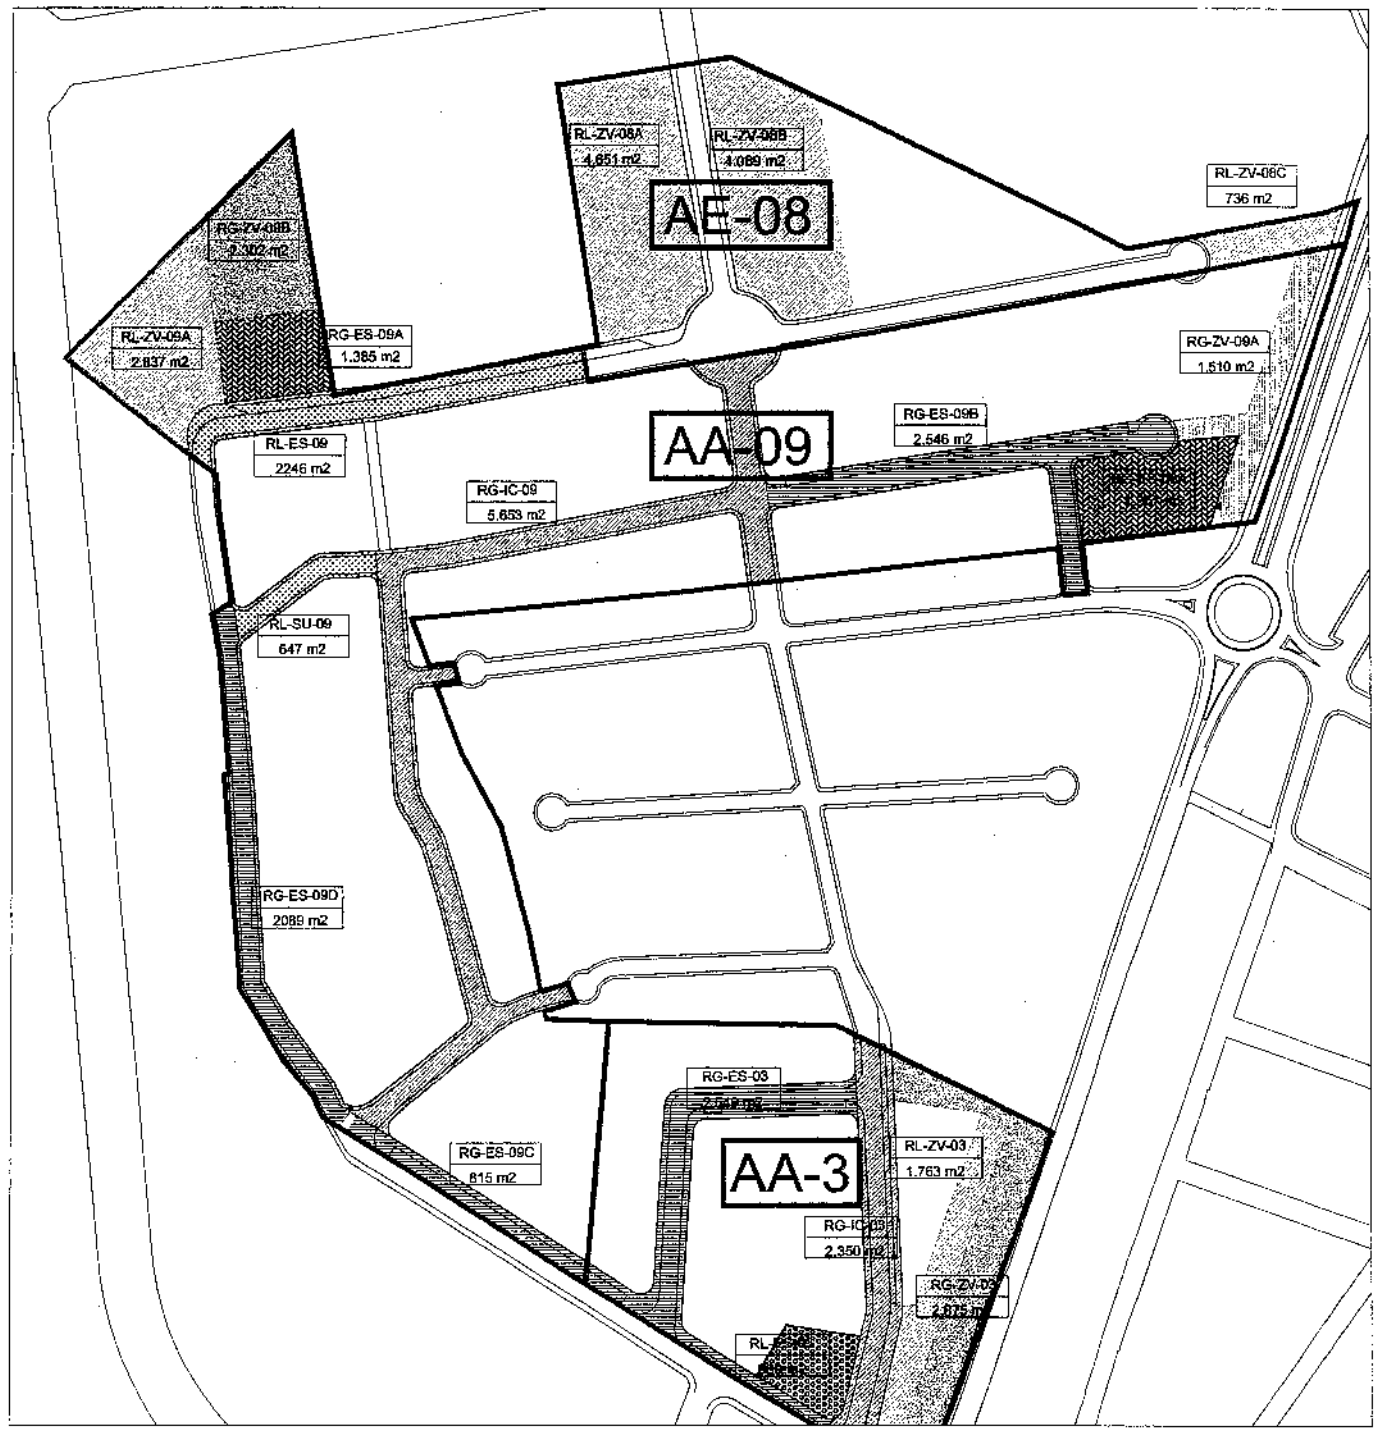 RL-ZV-08A
4.651 m2
RL-ZV-08B
4.089 m2
RL-ZV-08C
736 m2
AE-08
RG-ZV-09B
2.302 m2
RL-ZV-09A
2.837 m2
RG-ES-09A
1.385 m2
RG-ZV-09A
1.510 m2
AA-09
RG-ES-09B
2.546 m2
RL-ES-09
2246 m2
RG-IC-09
5.653 m2
RL-SU-09
647 m2
RG-ES-09D
2089 m2
RG-ES-03
RG-ES-09C
815 m2
AA-3
RL-ZV-03
1.763 m2
RG-IC-03
2.350 m2
RG-ZV-03
2.875 m2